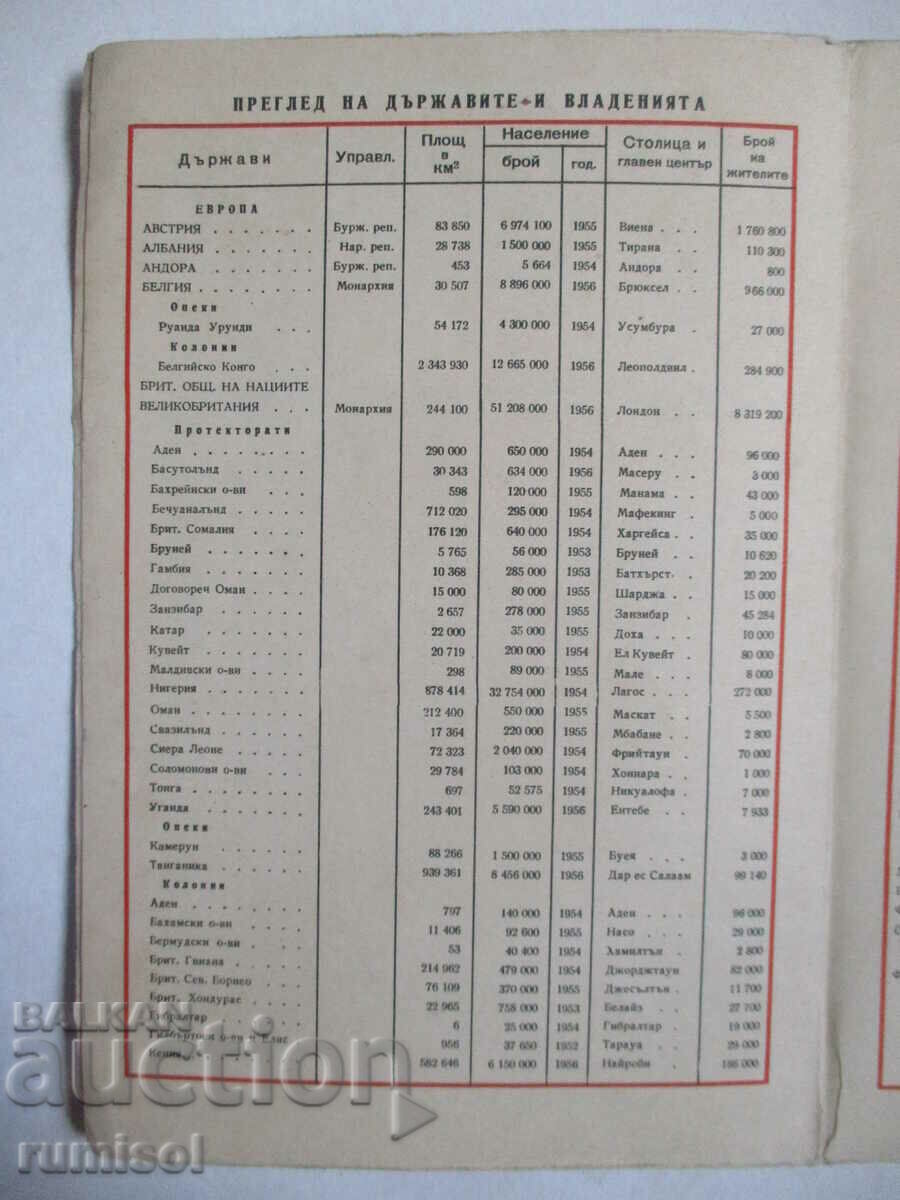 ПРЕГЛЕД НА ДЪРЖАВИТЕ И ВЛАДЕНИЯТА
Държави Управл. Площ в км² Население брой год. Столица и главен център Брой на жителите
ЕВРОПА
АВСТРИЯ Бурж. реп. 83 850 6 974 100 1955 Виена 1 760 800
АЛБАНИЯ Нар. реп. 28 738 1 500 000 1955 Тирана 110 300
АНДОРА Бурж. реп. 453 5 664 1954 Андора 800
БЕЛГИЯ Монархия 30 507 8 896 000 1956 Брюксел 966 000
Опеки
Руанда Урунди 54 172 4 300 000 1954 Усумбура 27 000
Колонии
Белгийско Конго 2 343 930 12 665 000 1956 Леополдвил 284 900
БРИТ. ОБЩ. НА НАЦИИТЕ
ВЕЛИКОБРИТАНИЯ Монархия 244 100 51 208 000 1956 Лондон 8 319 200
Протекторати
Аден 290 000 650 000 1954 Аден 96 000
Басутолънд 30 343 634 000 1956 Масеру 3 000
Бахрейнски о-ви 598 120 000 1955 Манама 43 000
Бечуаналънд 712 020 295 000 1954 Мафекинг 5 000
Брит. Сомалия 176 120 640 000 1954 Харгейса 35 000
Бруней 5 765 56 000 1953 Бруней 10 620
Гамбия 10 368 285 000 1953 Батхърст 20 200
Договорен Оман 15 000 80 000 1955 Шарджа 15 000
Занзибар 2 657 278 000 1955 Занзибар 45 284
Катар 22 000 35 000 1955 Доха 10 000
Кувейт 20 719 200 000 1954 Ел Кувейт 80 000
Малдивски о-ви 298 89 000 1955 Мале 8 000
Нигерия 878 414 32 754 000 1954 Лагос 272 000
Оман 212 400 550 000 1955 Маскат 5 500
Свазиланд 17 364 220 000 1955 Мбабане 2 800
Сиера Леоне 72 323 2 040 000 1954 Фрийтаун 70 000
Соломонови о-ви 29 784 103 000 1954 Хониара 1 000
Тонга 697 52 575 1954 Никуалофа 7 000
Уганда 243 401 5 590 000 1956 Ентебе 7 933
Опеки
Камерун 88 266 1 500 000 1955 Буея 3 000
Танганика 939 361 8 456 000 1956 Дар ес Салаам 99 140
Колонии
Аден 797 140 000 1954 Аден 96 000
Бахамски о-ви 11 406 92 600 1955 Насо 29 000
Бермудски о-ви 53 40 400 1954 Хамилтън 2 800
Брит. Гвиана 214 962 479 000 1954 Джорджтаун 82 000
Брит. Сев. Борнео 76 109 370 000 1955 Джесълтън 11 700
Брит. Хондурас 22 965 758 000 1953 Белайз 27 700
Гибралтар 6 25 000 1954 Гибралтар 19 000
Гилбъртови о-ви и Елис 956 37 650 1952 Тарауа
Кения 582 646 6 150 000 1956 Найроби 186 000
BALKAN
auction
rumisol